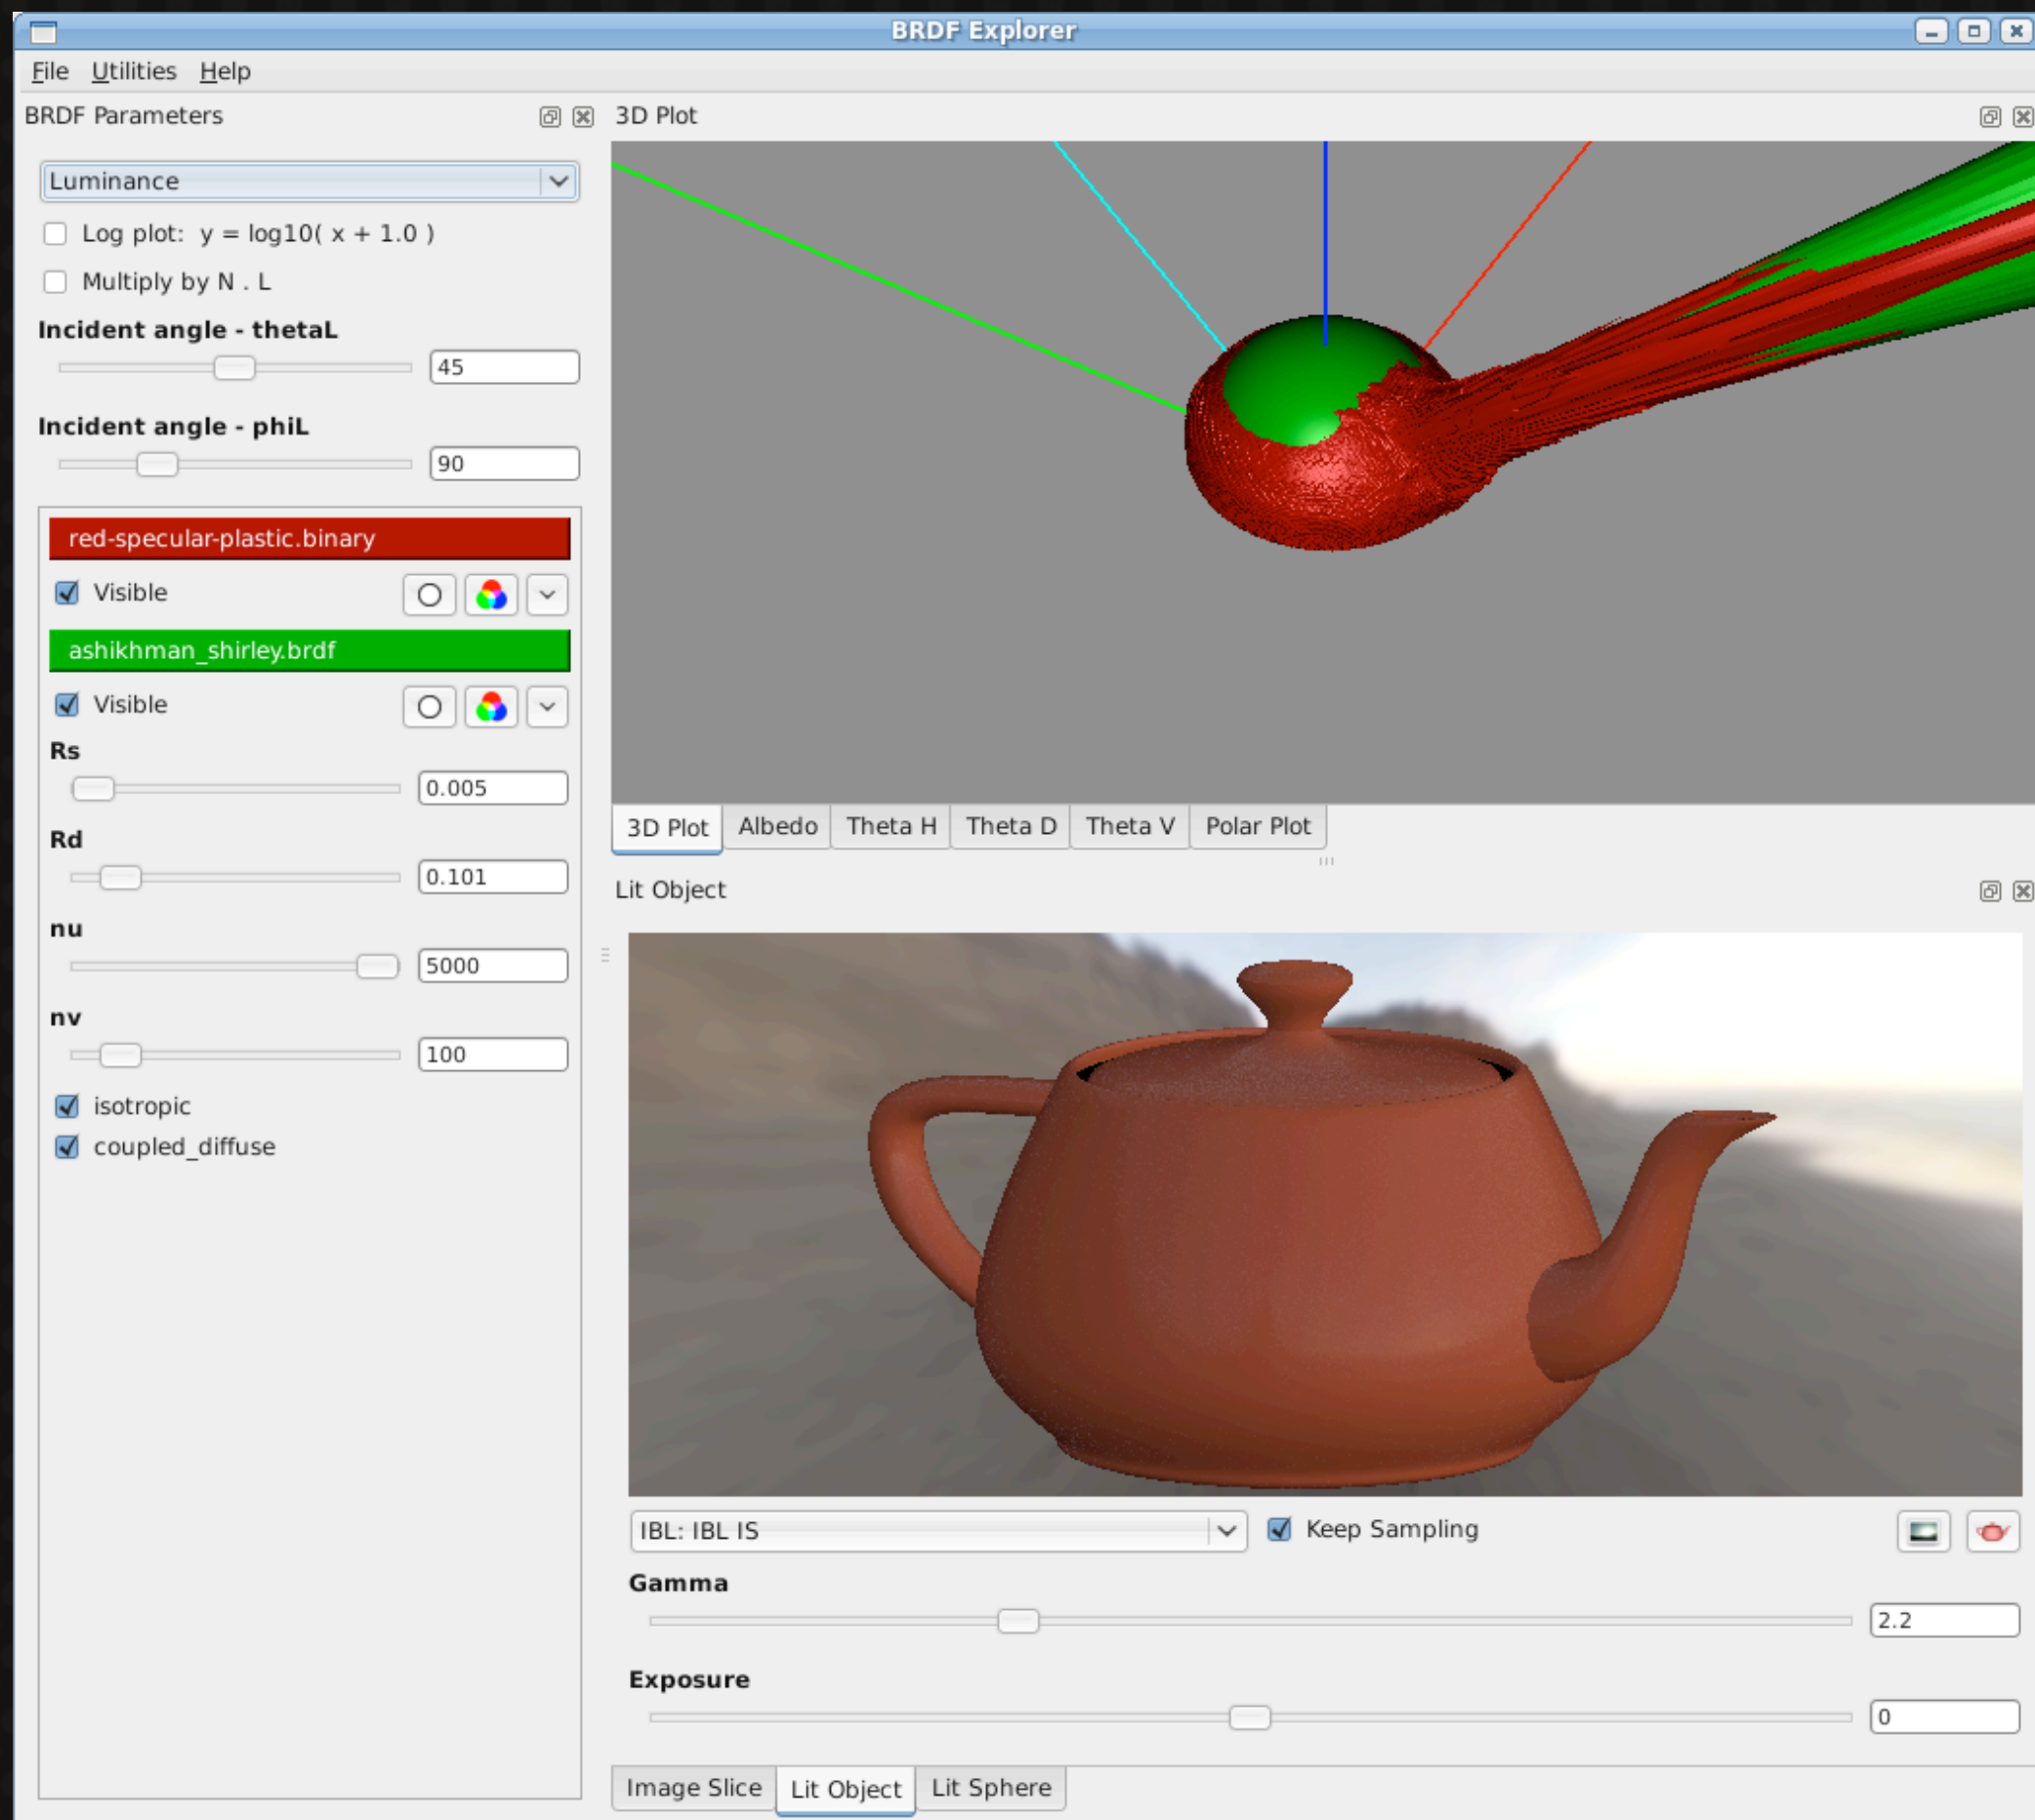 BRDF Explorer
File Utilities Help
BRDF Parameters
Luminance
Log plot: y = log10( x + 1.0 )
Multiply by N . L
Incident angle - thetaL
45
Incident angle - phiL
90
red-specular-plastic.binary
Visible
ashikhman_shirley.brdf
Visible
Rs
0.005
Rd
0.101
nu
5000
nv
100
isotropic
coupled_diffuse
3D Plot
3D Plot Albedo Theta H Theta D Theta V Polar Plot
Lit Object
IBL: IBL IS Keep Sampling
Gamma
2.2
Exposure
0
Image Slice Lit Object Lit Sphere